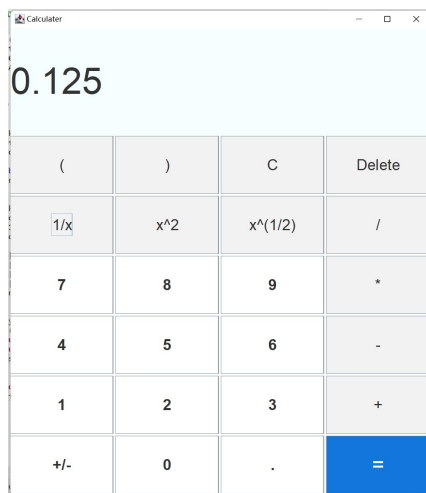 Calculater
0.125
( ) C Delete
1/x x^2 x^(1/2) /
7 8 9 *
4 5 6 -
1 2 3 +
+/- 0 . =